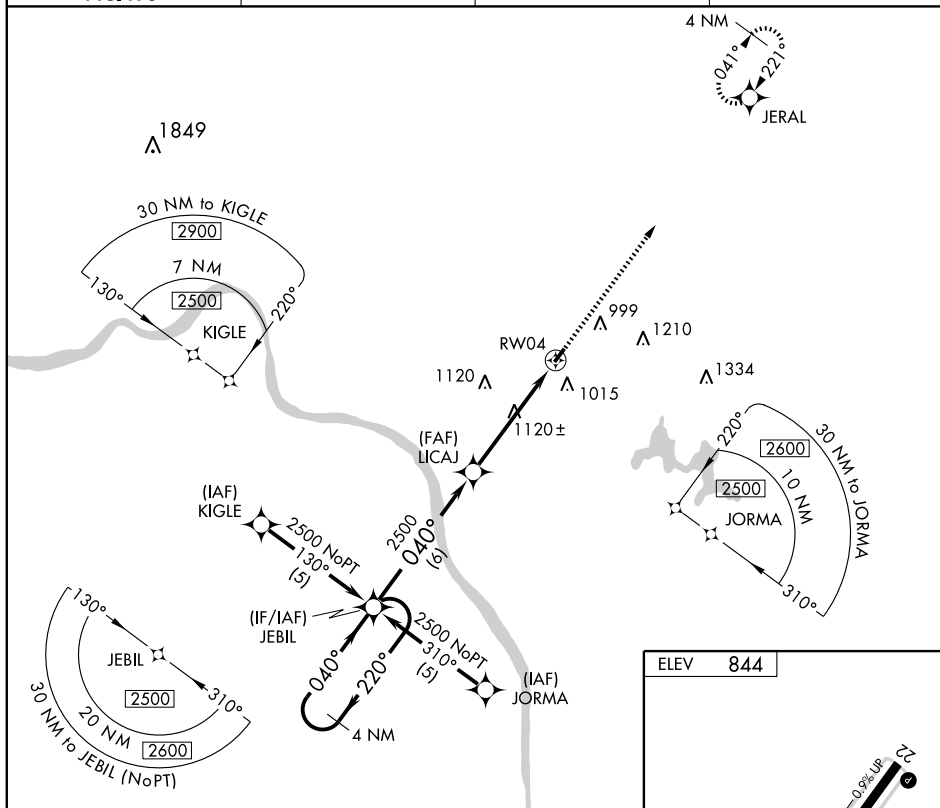 4 NM
041°
221°
JERAL
1849
30 NM to KIGLE
2900
7 NM
130°
2500
220°
KIGLE
999
1210
RW04
1120
1015
1334
1120±
(FAF)
LICAJ
220°
2600
30 NM to JORMA
2500
10 NM
JORMA
310°
(IAF)
KIGLE
2500 NoPT
130°
(5)
2500
040°
(6)
(IF/IAF)
JEBIL
2500 NoPT
310°
(5)
(IAF)
JORMA
040°
220°
4 NM
130°
JEBIL
2500
310°
20 NM
2600
30 NM to JEBIL (NoPT)
ELEV 844
22
0.9% UP
P